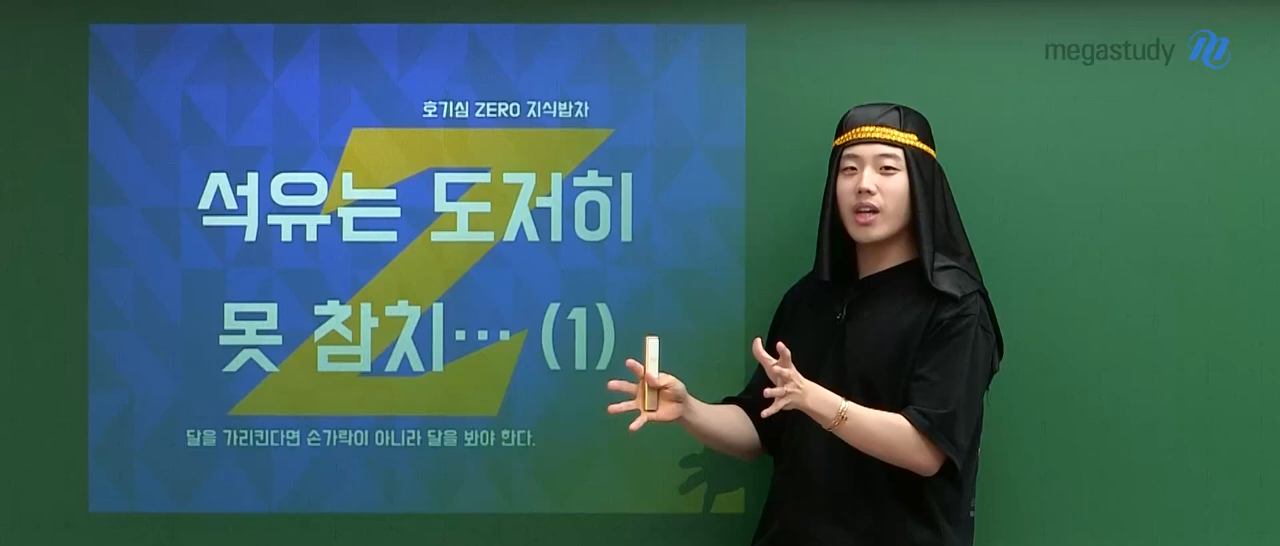 megastudy
호기심 ZERO 지식밥차
석유는 도저히
못 참치… (1)
달을 가리킨다면 손가락이 아니라 달을 봐야 한다.